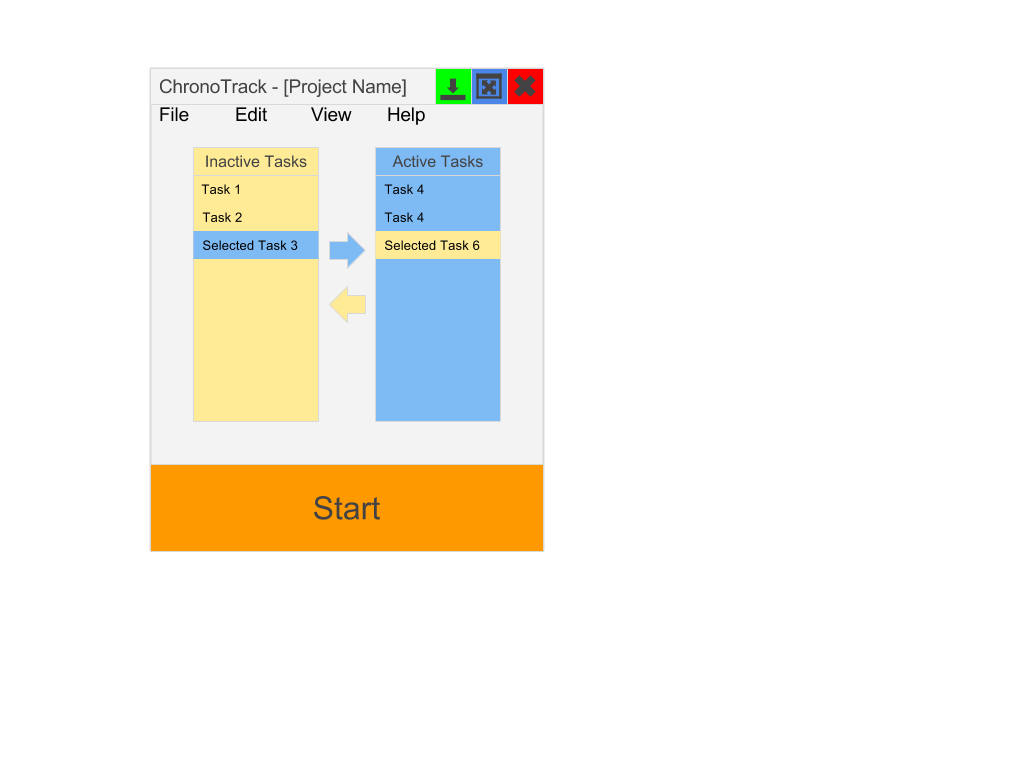 ChronoTrack - [Project Name]
File Edit View Help
Inactive Tasks
Task 1
Task 2
Selected Task 3
Active Tasks
Task 4
Task 4
Selected Task 6
Start